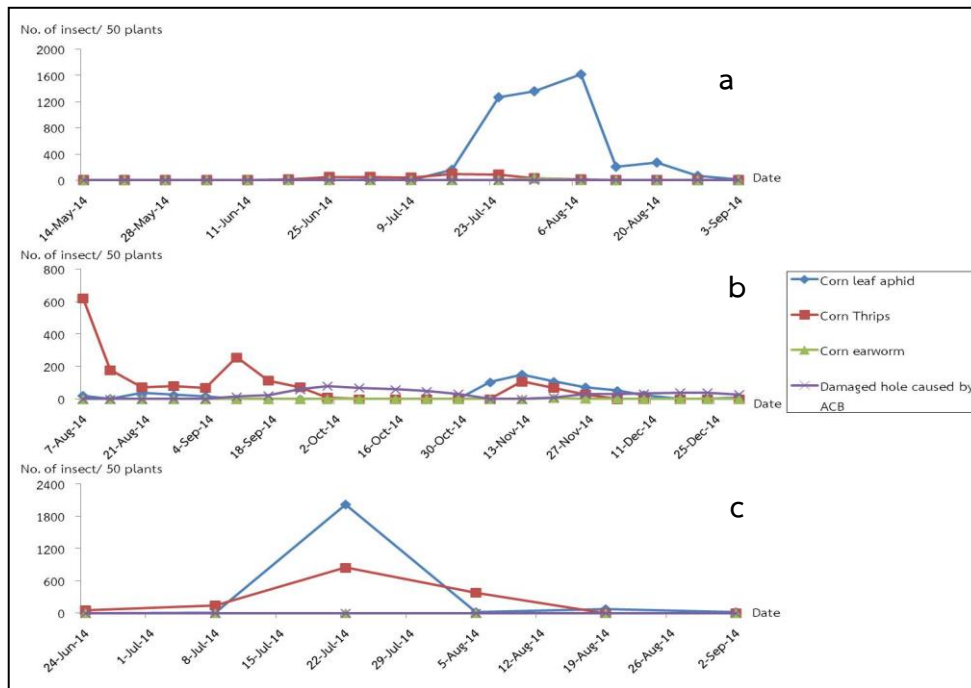 No. of insect/ 50 plants
2000
1600
1200
800
400
0
a
Date
14-May-14
28-May-14
11-Jun-14
25-Jun-14
9-Jul-14
23-Jul-14
6-Aug-14
20-Aug-14
3-Sep-14
No. of insect/ 50 plants
800
600
400
200
0
b
Date
7-Aug-14
21-Aug-14
4-Sep-14
18-Sep-14
2-Oct-14
16-Oct-14
30-Oct-14
13-Nov-14
27-Nov-14
11-Dec-14
25-Dec-14
Corn leaf aphid
Corn Thrips
Corn earworm
Damaged hole caused by
ACB
No. of insect/ 50 plants
2400
1800
1200
600
0
c
Date
24-Jun-14
1-Jul-14
8-Jul-14
15-Jul-14
22-Jul-14
29-Jul-14
5-Aug-14
12-Aug-14
19-Aug-14
26-Aug-14
2-Sep-14